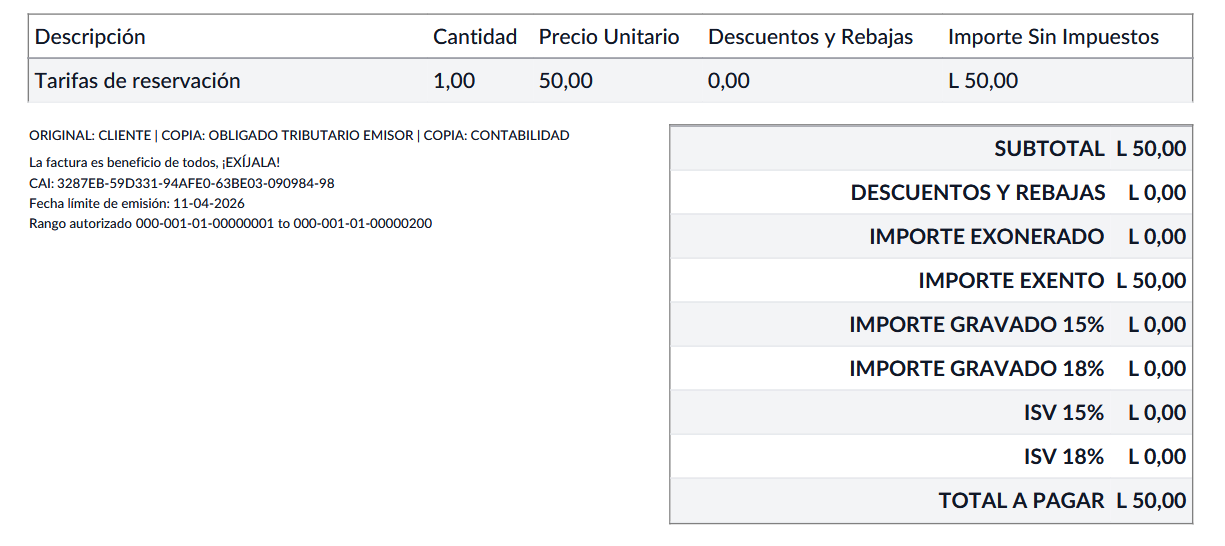 Descripción Cantidad Precio Unitario Descuentos y Rebajas Importe Sin Impuestos
Tarifas de reservación 1,00 50,00 0,00 L 50,00
ORIGINAL: CLIENTE | COPIA: OBLIGADO TRIBUTARIO EMISOR | COPIA: CONTABILIDAD
La factura es beneficio de todos, ¡EXÍJALA!
CAI: 3287EB-59D331-94AFE0-63BE03-090984-98
Fecha límite de emisión: 11-04-2026
Rango autorizado 000-001-01-00000001 to 000-001-01-00000200
SUBTOTAL L 50,00
DESCUENTOS Y REBAJAS L 0,00
IMPORTE EXONERADO L 0,00
IMPORTE EXENTO L 50,00
IMPORTE GRAVADO 15% L 0,00
IMPORTE GRAVADO 18% L 0,00
ISV 15% L 0,00
ISV 18% L 0,00
TOTAL A PAGAR L 50,00